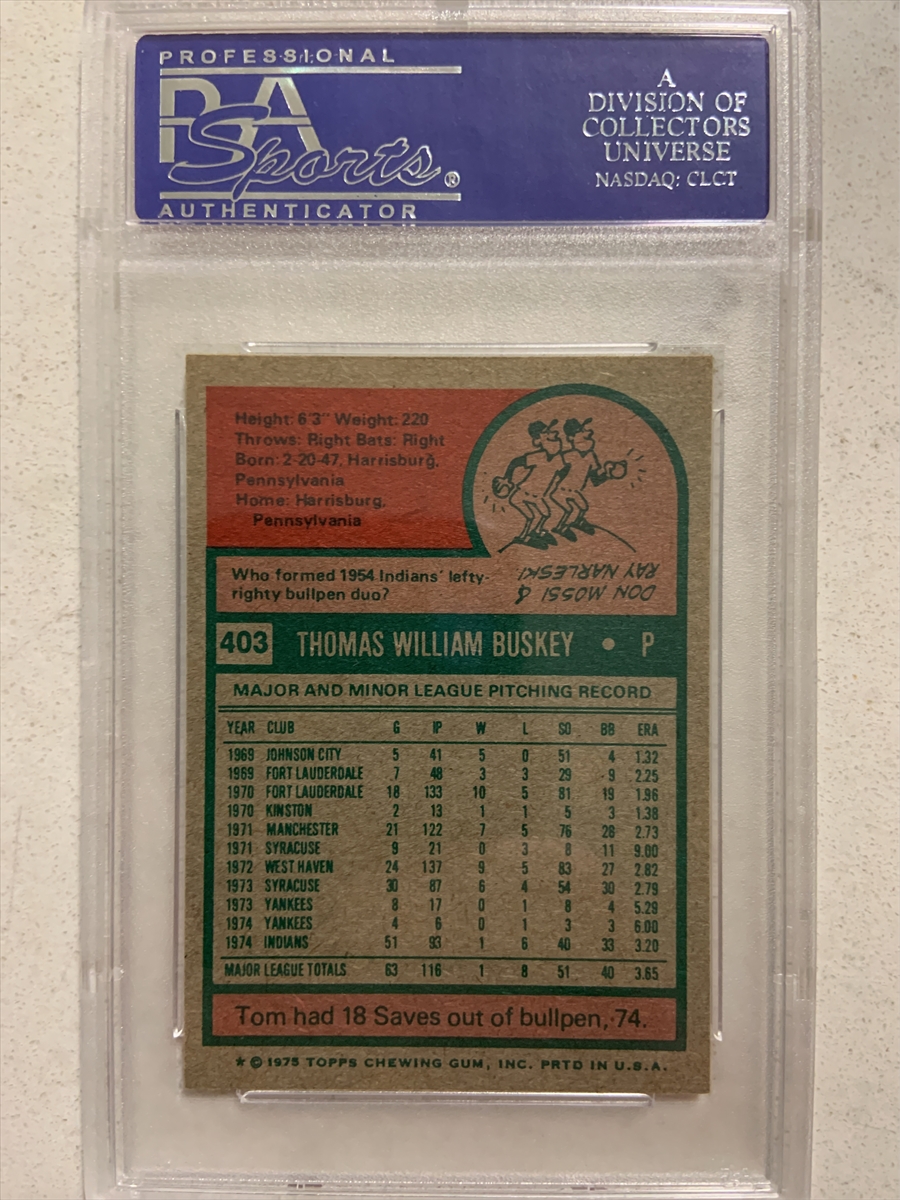 PROFESSIONAL
PSA
Sports®
AUTHENTICATOR
A
DIVISION OF
COLLECTORS
UNIVERSE
NASDAQ: CLCT
Height: 6'3" Weight: 220
Throws: Right Bats: Right
Born: 2-20-47, Harrisburg,
Pennsylvania
Home: Harrisburg,
Pennsylvania
Who formed 1954 Indians' lefty-
righty bullpen duo?
DON MOSSI &
RAY NARLESKI
403 THOMAS WILLIAM BUSKEY • P
MAJOR AND MINOR LEAGUE PITCHING RECORD
YEAR CLUB G IP W L SO BB ERA
1969 JOHNSON CITY 5 41 5 0 51 4 1.32
1969 FORT LAUDERDALE 7 48 3 3 29 9 2.25
1970 FORT LAUDERDALE 18 133 10 5 81 19 1.96
1970 KINSTON 2 13 1 1 5 3 1.38
1971 MANCHESTER 21 122 7 5 76 28 2.73
1971 SYRACUSE 9 21 0 3 8 11 9.00
1972 WEST HAVEN 24 137 9 5 83 27 2.82
1973 SYRACUSE 30 87 6 4 54 30 2.79
1973 YANKEES 8 17 0 1 8 4 5.29
1974 YANKEES 4 6 0 1 3 3 6.00
1974 INDIANS 51 93 1 6 40 33 3.20
MAJOR LEAGUE TOTALS 63 116 1 8 51 40 3.65
Tom had 18 Saves out of bullpen, '74.
* © 1975 TOPPS CHEWING GUM, INC. PRTD IN U.S.A.